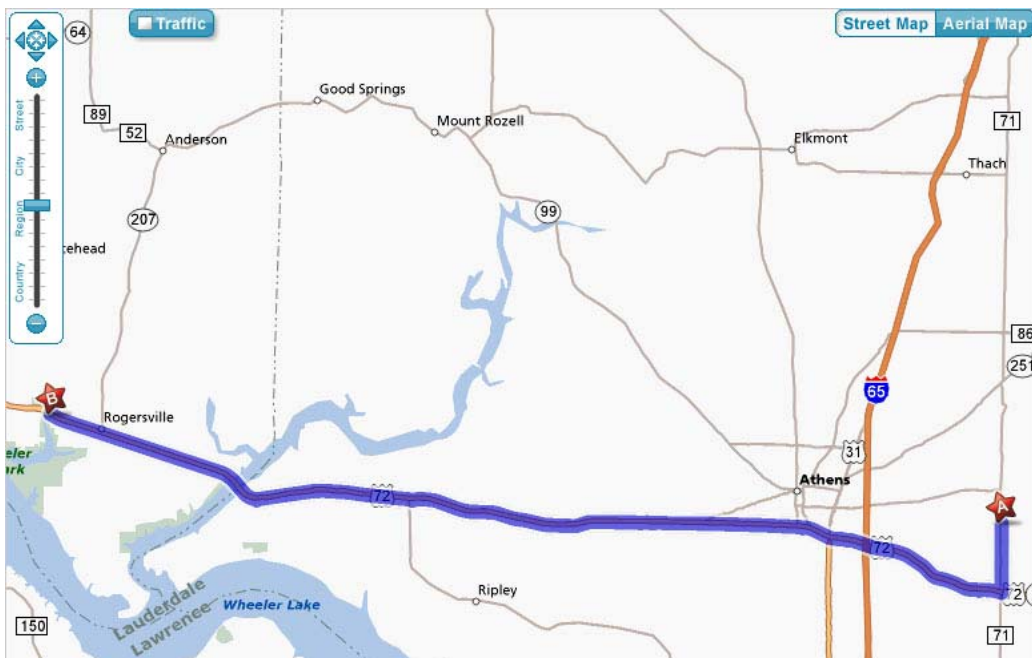 64
Traffic
Street Map
Aerial Map
Street
City
Region
Country
Good Springs
89
52
Anderson
Mount Rozell
Elkmont
71
Thach
207
99
tehead
86
251
65
B
Rogersville
31
Athens
A
eler
ark
72
72
72
Ripley
Wheeler Lake
Lauderdale
Lawrence
150
71